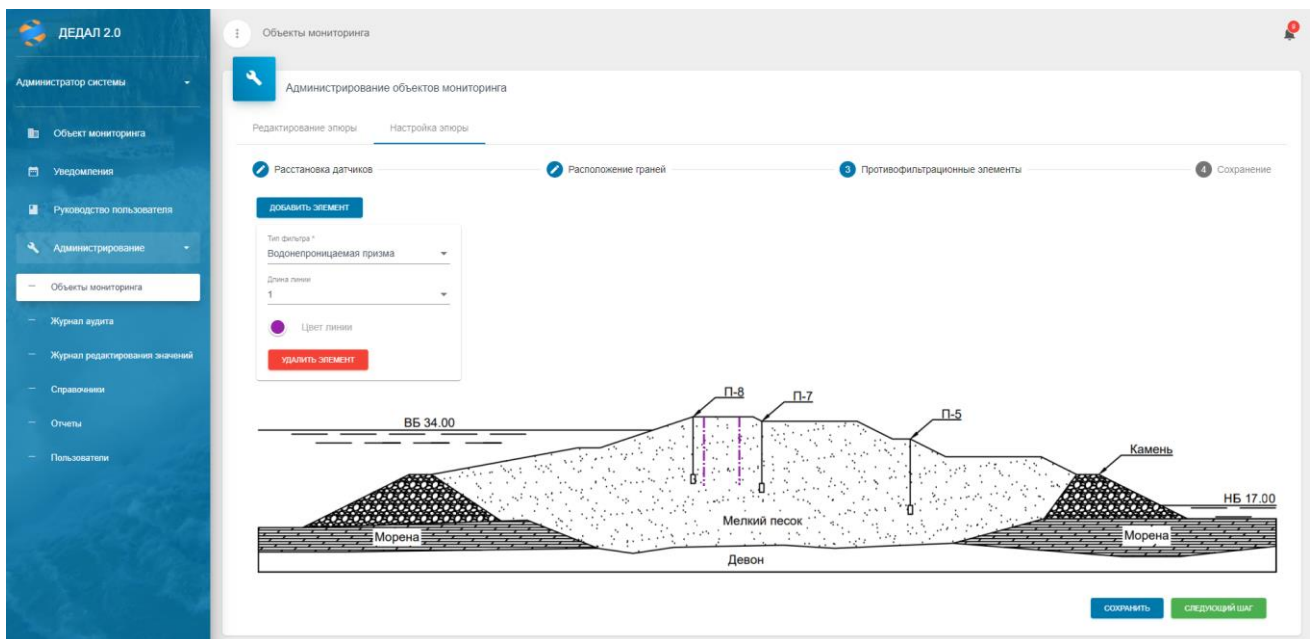 ДЕДАЛ 2.0
Администратор системы
Объект мониторинга
Уведомления
Руководство пользователя
Администрирование
Объекты мониторинга
Журнал аудита
Журнал редактирования значений
Справочники
Отчеты
Пользователи
Объекты мониторинга
Администрирование объектов мониторинга
Редактирование эпюры
Настройка эпюры
Расстановка датчиков
Расположение граней
3 Противофильтрационные элементы
4 Сохранение
ДОБАВИТЬ ЭЛЕМЕНТ
Тип фильтра *
Водонепроницаемая призма
Длина линии
1
Цвет линии
УДАЛИТЬ ЭЛЕМЕНТ
П-8
П-7
П-5
ВБ 34.00
Камень
НБ 17.00
Мелкий песок
Морена
Морена
Девон
СОХРАНИТЬ
СЛЕДУЮЩИЙ ШАГ